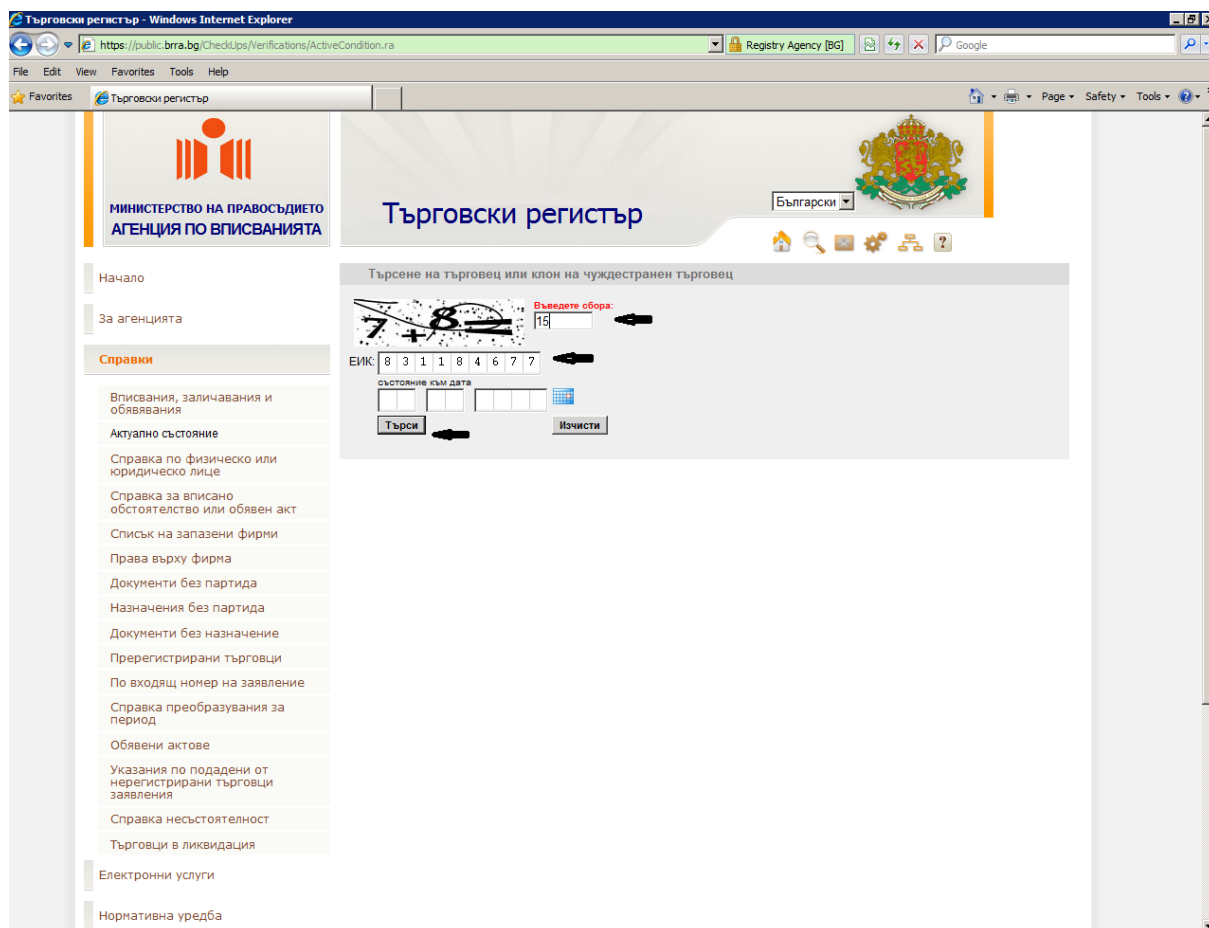 Търговски регистър - Windows Internet Explorer
https://public.brra.bg/CheckUps/Verifications/ActiveCondition.ra
Registry Agency [BG]
Google
File Edit View Favorites Tools Help
Favorites
Търговски регистър
Page Safety Tools
МИНИСТЕРСТВО НА ПРАВОСЪДИЕТО
АГЕНЦИЯ ПО ВПИСВАНИЯТА
Търговски регистър
Български
Начало
За агенцията
Справки
Вписвания, заличавания и
обявявания
Актуално състояние
Справка по физическо или
юридическо лице
Справка за вписано
обстоятелство или обявен акт
Списък на запазени фирми
Права върху фирма
Документи без партида
Назначения без партида
Документи без назначение
Пререгистрирани търговци
По входящ номер на заявление
Справка преобразувания за
период
Обявени актове
Указания по подадени от
нерегистрирани търговци
заявления
Справка несъстоятелност
Търговци в ликвидация
Електронни услуги
Нормативна уредба
Търсене на търговец или клон на чуждестранен търговец
7 + 8 =
Въведете сбора:
15
ЕИК: 8 3 1 1 8 4 6 7 7
състояние към дата
Търси
Изчисти